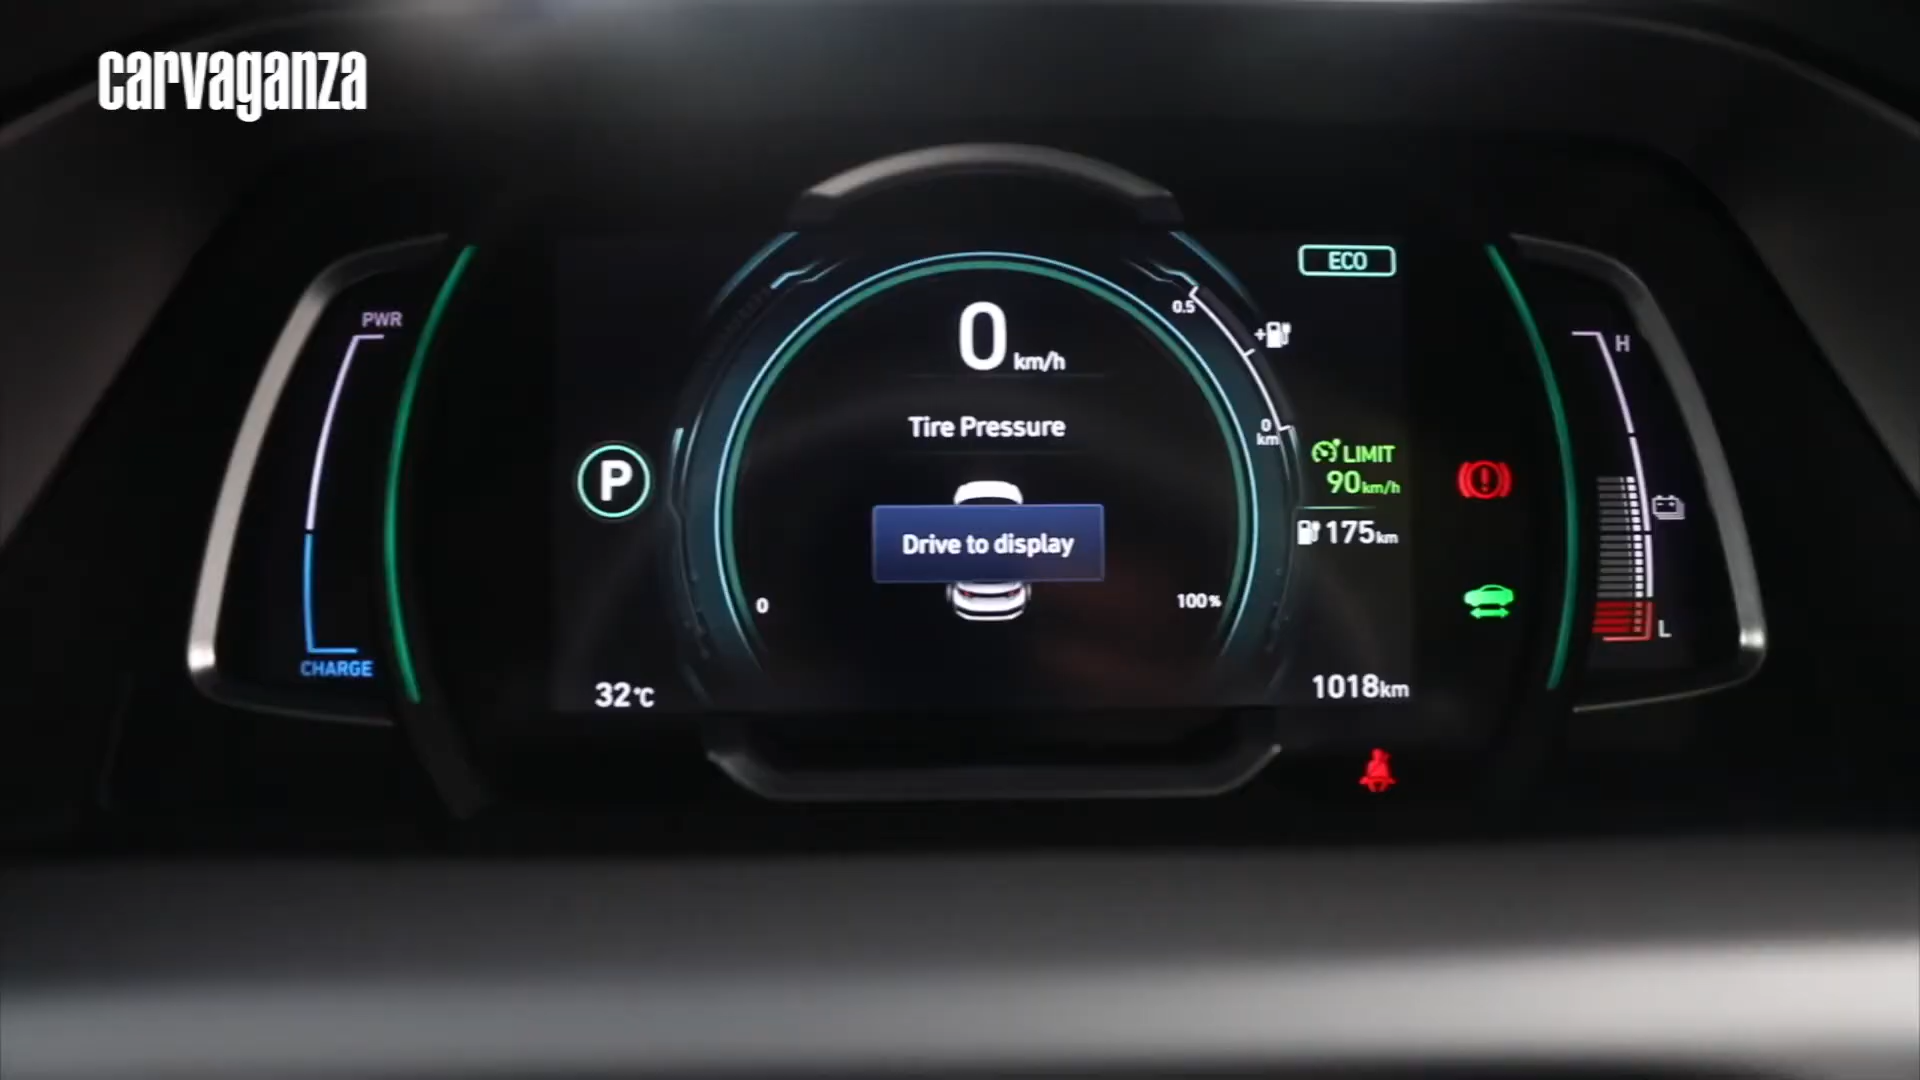 carvaganza
ECO
PWR
0 km/h
0.5
H
Tire Pressure
0
km
LIMIT
90km/h
P
175km
Drive to display
0
100%
L
CHARGE
32℃
1018km